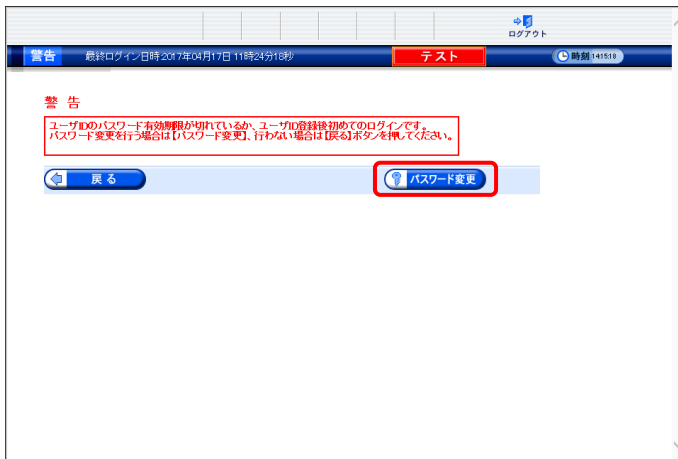 ログアウト
警告 最終ログイン日時:2017年04月17日 11時24分18秒 テスト 時刻 14:15:18
警 告
ユーザIDのパスワード有効期限が切れているか、ユーザID登録後初めてのログインです。
パスワード変更を行う場合は【パスワード変更】、行わない場合は【戻る】ボタンを押してください。
戻 る パスワード変更